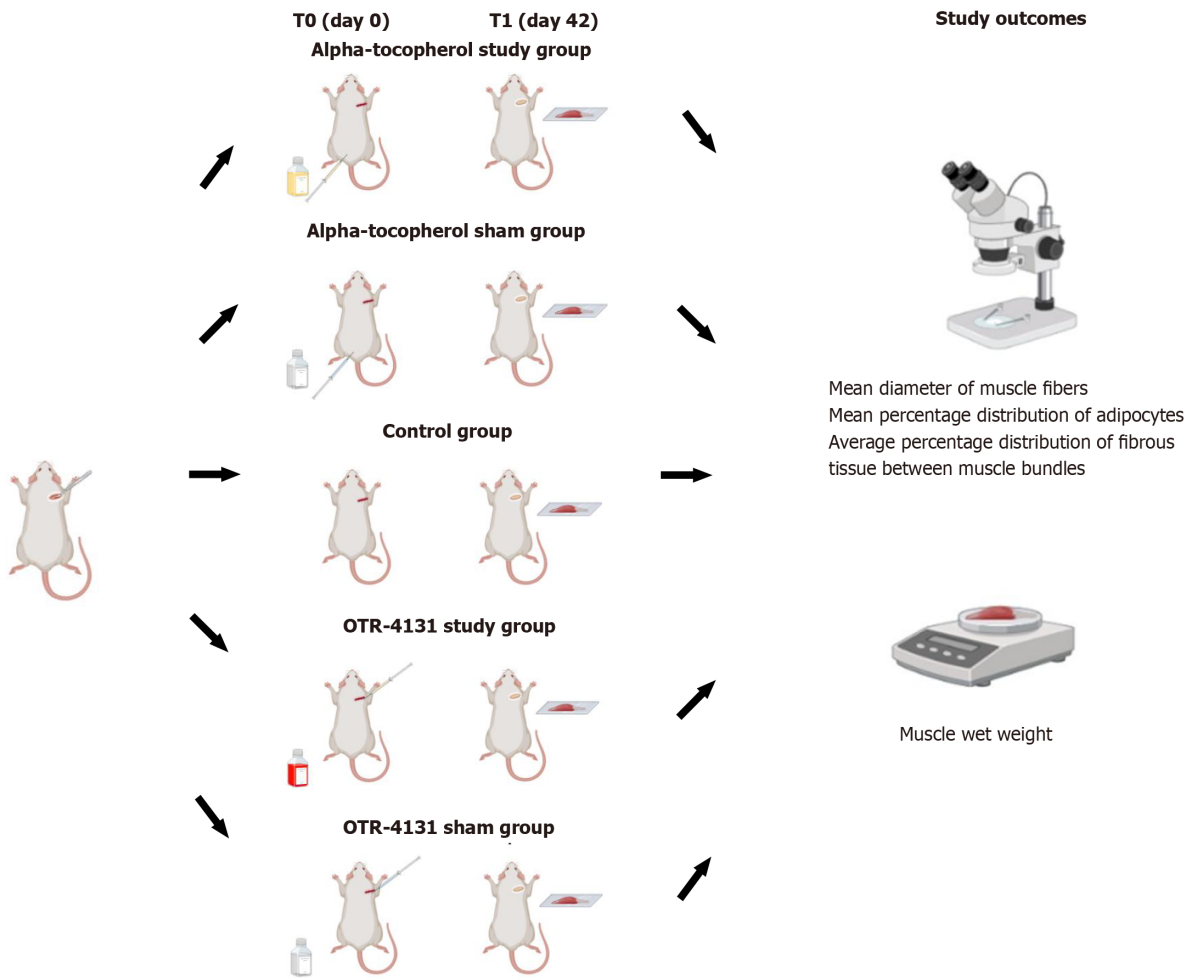 T0 (day 0)
T1 (day 42)
Study outcomes
Alpha-tocopherol study group
Alpha-tocopherol sham group
Control group
OTR-4131 study group
OTR-4131 sham group
Mean diameter of muscle fibers
Mean percentage distribution of adipocytes
Average percentage distribution of fibrous
tissue between muscle bundles
Muscle wet weight